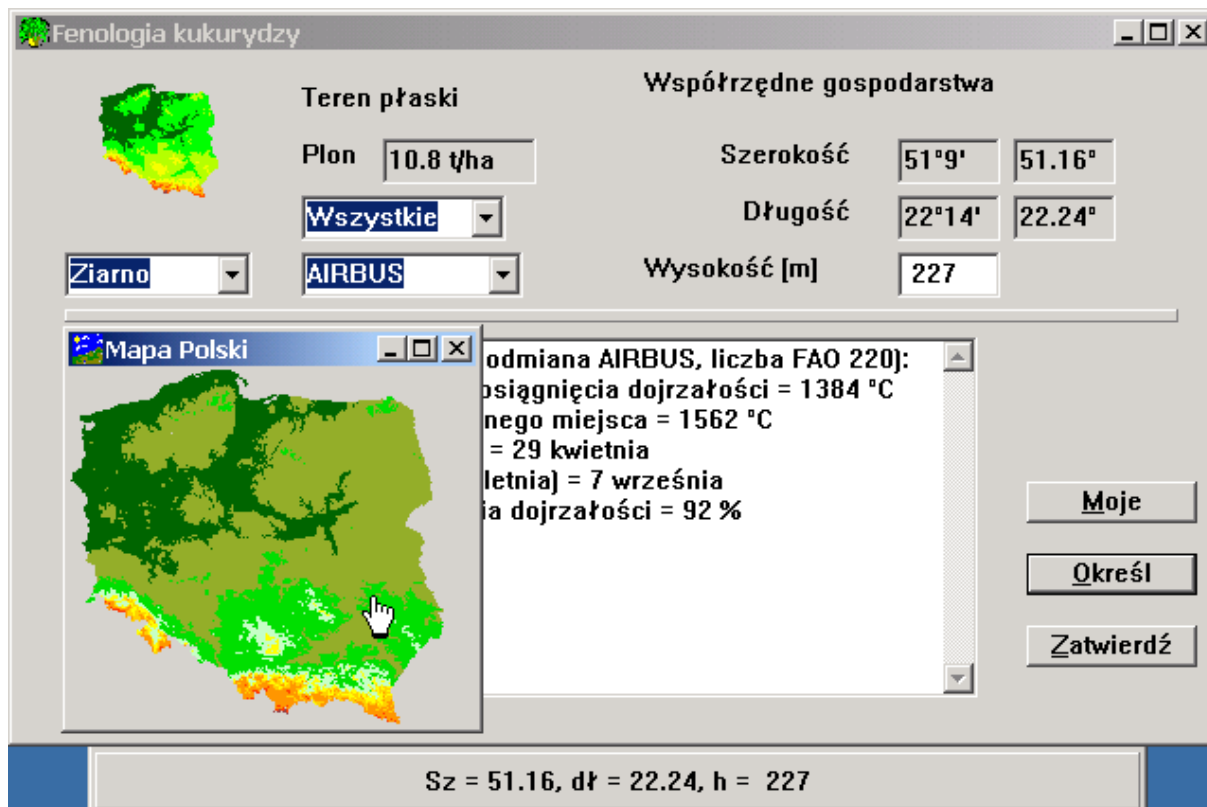 Fenologia kukurydzy
Teren płaski
Współrzędne gospodarstwa
Plon 10.8 t/ha
Szerokość 51°9' 51.16°
Wszystkie
Długość 22°14' 22.24°
Ziarno AIRBUS
Wysokość [m] 227
Mapa Polski
odmiana AIRBUS, liczba FAO 220):
osiągnięcia dojrzałości = 1384 °C
nego miejsca = 1562 °C
= 29 kwietnia
letnia) = 7 września
ia dojrzałości = 92 %
Moje
Określ
Zatwierdź
Sz = 51.16, dł = 22.24, h = 227